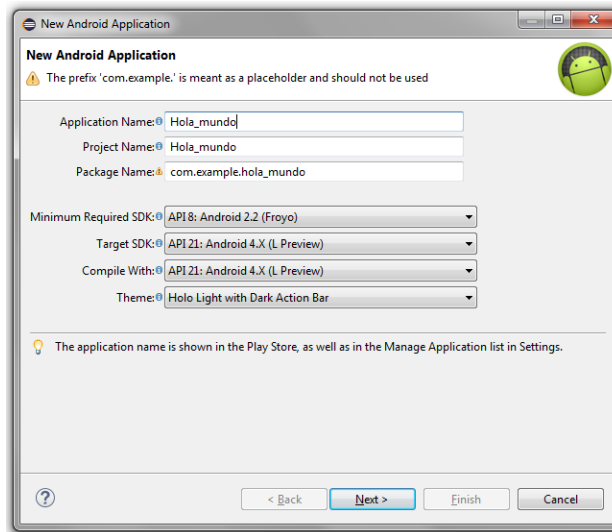 New Android Application
New Android Application
The prefix 'com.example.' is meant as a placeholder and should not be used
Application Name: Hola_mundo
Project Name: Hola_mundo
Package Name: com.example.hola_mundo
Minimum Required SDK: API 8: Android 2.2 (Froyo)
Target SDK: API 21: Android 4.X (L Preview)
Compile With: API 21: Android 4.X (L Preview)
Theme: Holo Light with Dark Action Bar
The application name is shown in the Play Store, as well as in the Manage Application list in Settings.
? < Back Next > Finish Cancel